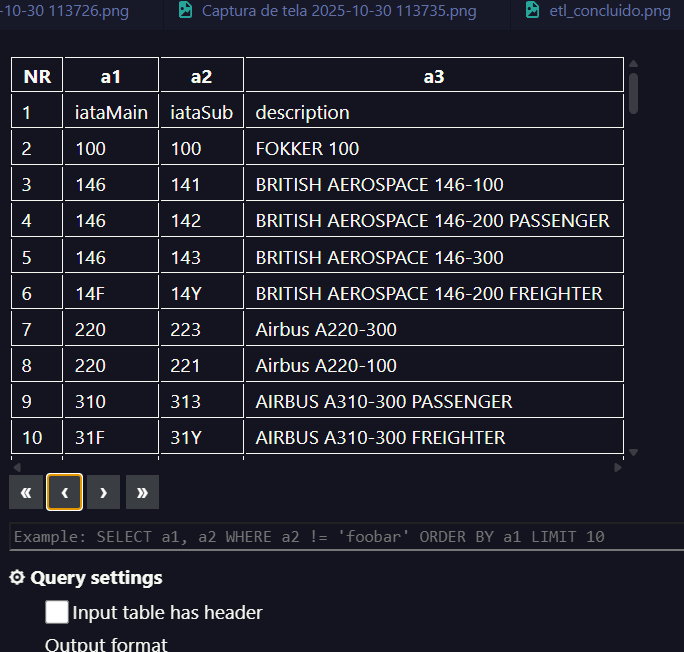 -10-30 113726.png Captura de tela 2025-10-30 113735.png etl_concluido.png
NR a1 a2 a3
1 iataMain iataSub description
2 100 100 FOKKER 100
3 146 141 BRITISH AEROSPACE 146-100
4 146 142 BRITISH AEROSPACE 146-200 PASSENGER
5 146 143 BRITISH AEROSPACE 146-300
6 14F 14Y BRITISH AEROSPACE 146-200 FREIGHTER
7 220 223 Airbus A220-300
8 220 221 Airbus A220-100
9 310 313 AIRBUS A310-300 PASSENGER
10 31F 31Y AIRBUS A310-300 FREIGHTER
« ‹ › »
Example: SELECT a1, a2 WHERE a2 != 'foobar' ORDER BY a1 LIMIT 10
Query settings
Input table has header
Output format